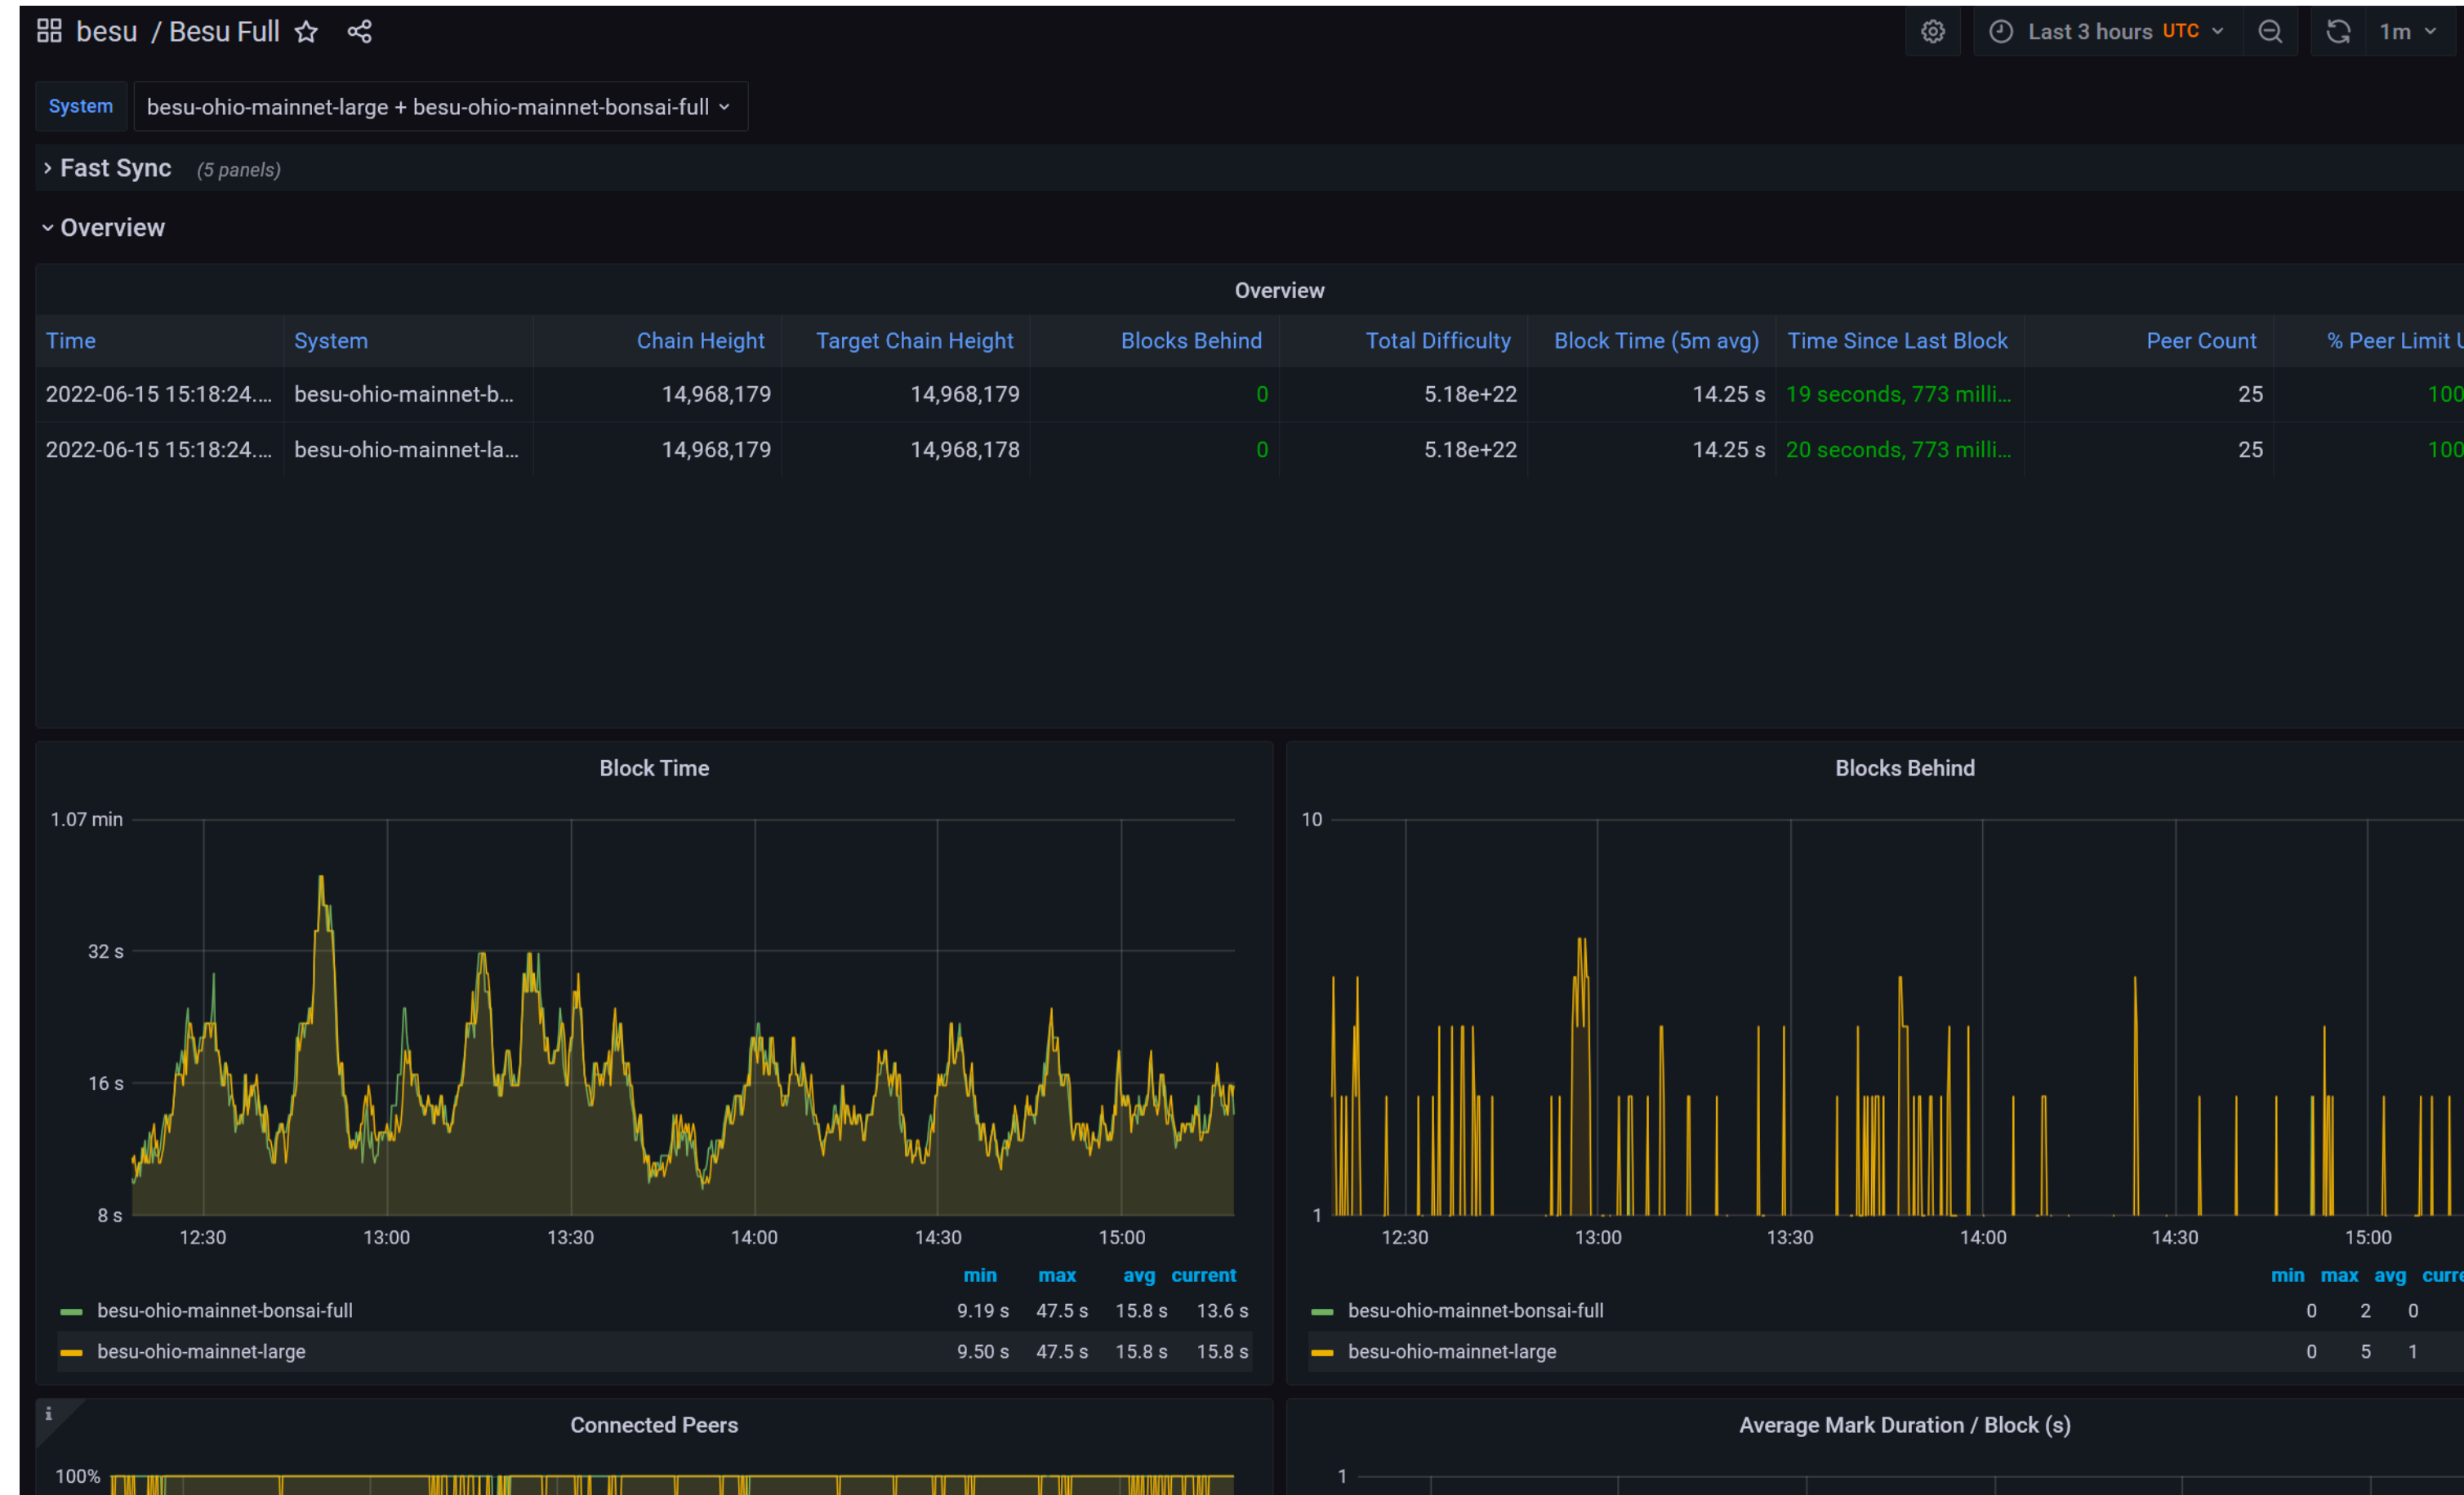 besu / Besu Full Last 3 hours UTC 1m
System besu-ohio-mainnet-large + besu-ohio-mainnet-bonsai-full
Fast Sync (5 panels)
Overview
Overview
Time System Chain Height Target Chain Height Blocks Behind Total Difficulty Block Time (5m avg) Time Since Last Block Peer Count % Peer Limit U
2022-06-15 15:18:24.... besu-ohio-mainnet-b... 14,968,179 14,968,179 0 5.18e+22 14.25 s 19 seconds, 773 milli... 25 100
2022-06-15 15:18:24.... besu-ohio-mainnet-la... 14,968,179 14,968,178 0 5.18e+22 14.25 s 20 seconds, 773 milli... 25 100
Block Time
1.07 min
32 s
16 s
8 s
12:30 13:00 13:30 14:00 14:30 15:00
min max avg current
besu-ohio-mainnet-bonsai-full 9.19 s 47.5 s 15.8 s 13.6 s
besu-ohio-mainnet-large 9.50 s 47.5 s 15.8 s 15.8 s
Blocks Behind
10
1
12:30 13:00 13:30 14:00 14:30 15:00
min max avg curre
besu-ohio-mainnet-bonsai-full 0 2 0
besu-ohio-mainnet-large 0 5 1
i
Connected Peers
100%
Average Mark Duration / Block (s)
1